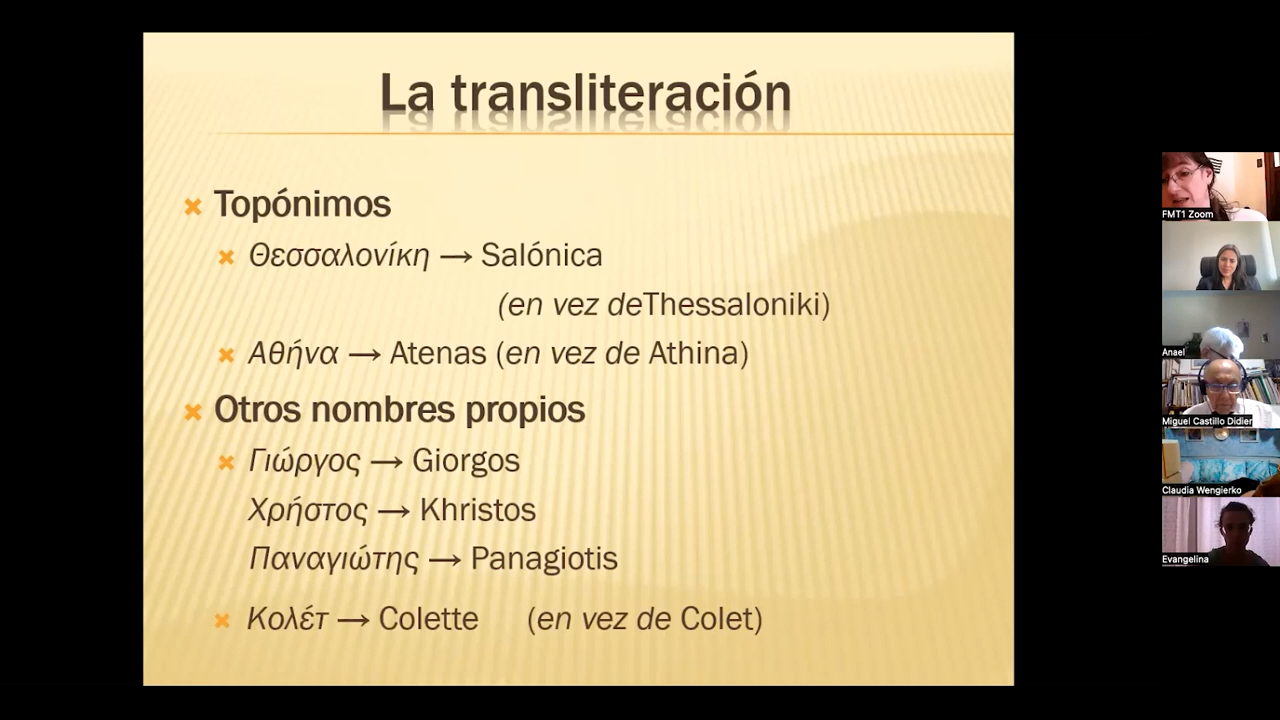 La transliteración
Topónimos
Θεσσαλονίκη → Salónica
(en vez deThessaloniki)
Αθήνα → Atenas (en vez de Athina)
Otros nombres propios
Γιώργος → Giorgos
Χρήστος → Khristos
Παναγιώτης → Panagiotis
Κολέτ → Colette (en vez de Colet)
FMT1 Zoom
Anael
Miguel Castillo Didier
Claudia Wengierko
Evangelina